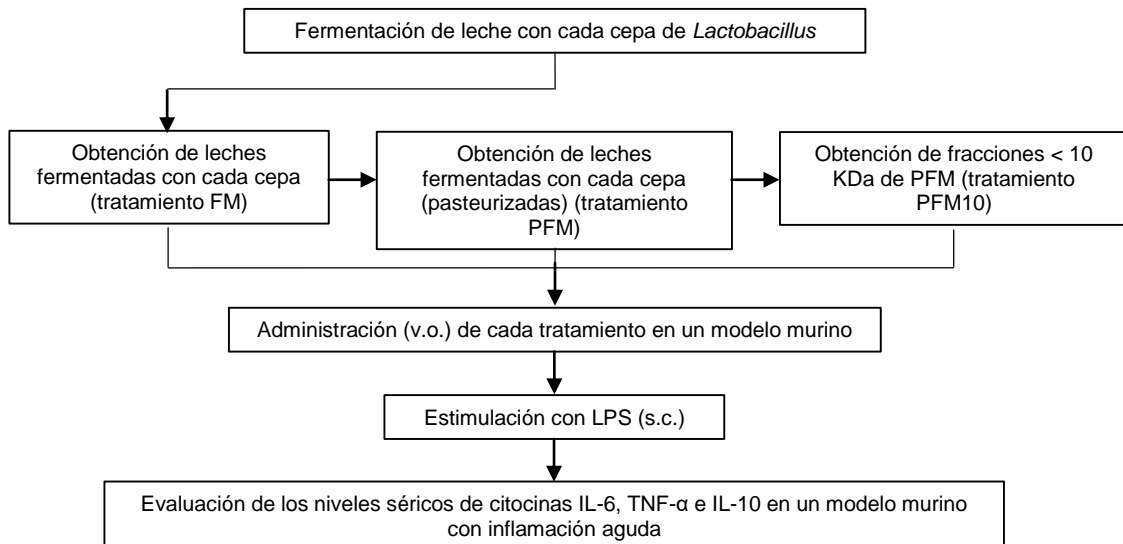 Fermentación de leche con cada cepa de Lactobacillus
Obtención de leches
fermentadas con cada cepa
(tratamiento FM)
Obtención de leches
fermentadas con cada cepa
(pasteurizadas) (tratamiento
PFM)
Obtención de fracciones < 10
KDa de PFM (tratamiento
PFM10)
Administración (v.o.) de cada tratamiento en un modelo murino
Estimulación con LPS (s.c.)
Evaluación de los niveles séricos de citocinas IL-6, TNF-α e IL-10 en un modelo murino
con inflamación aguda